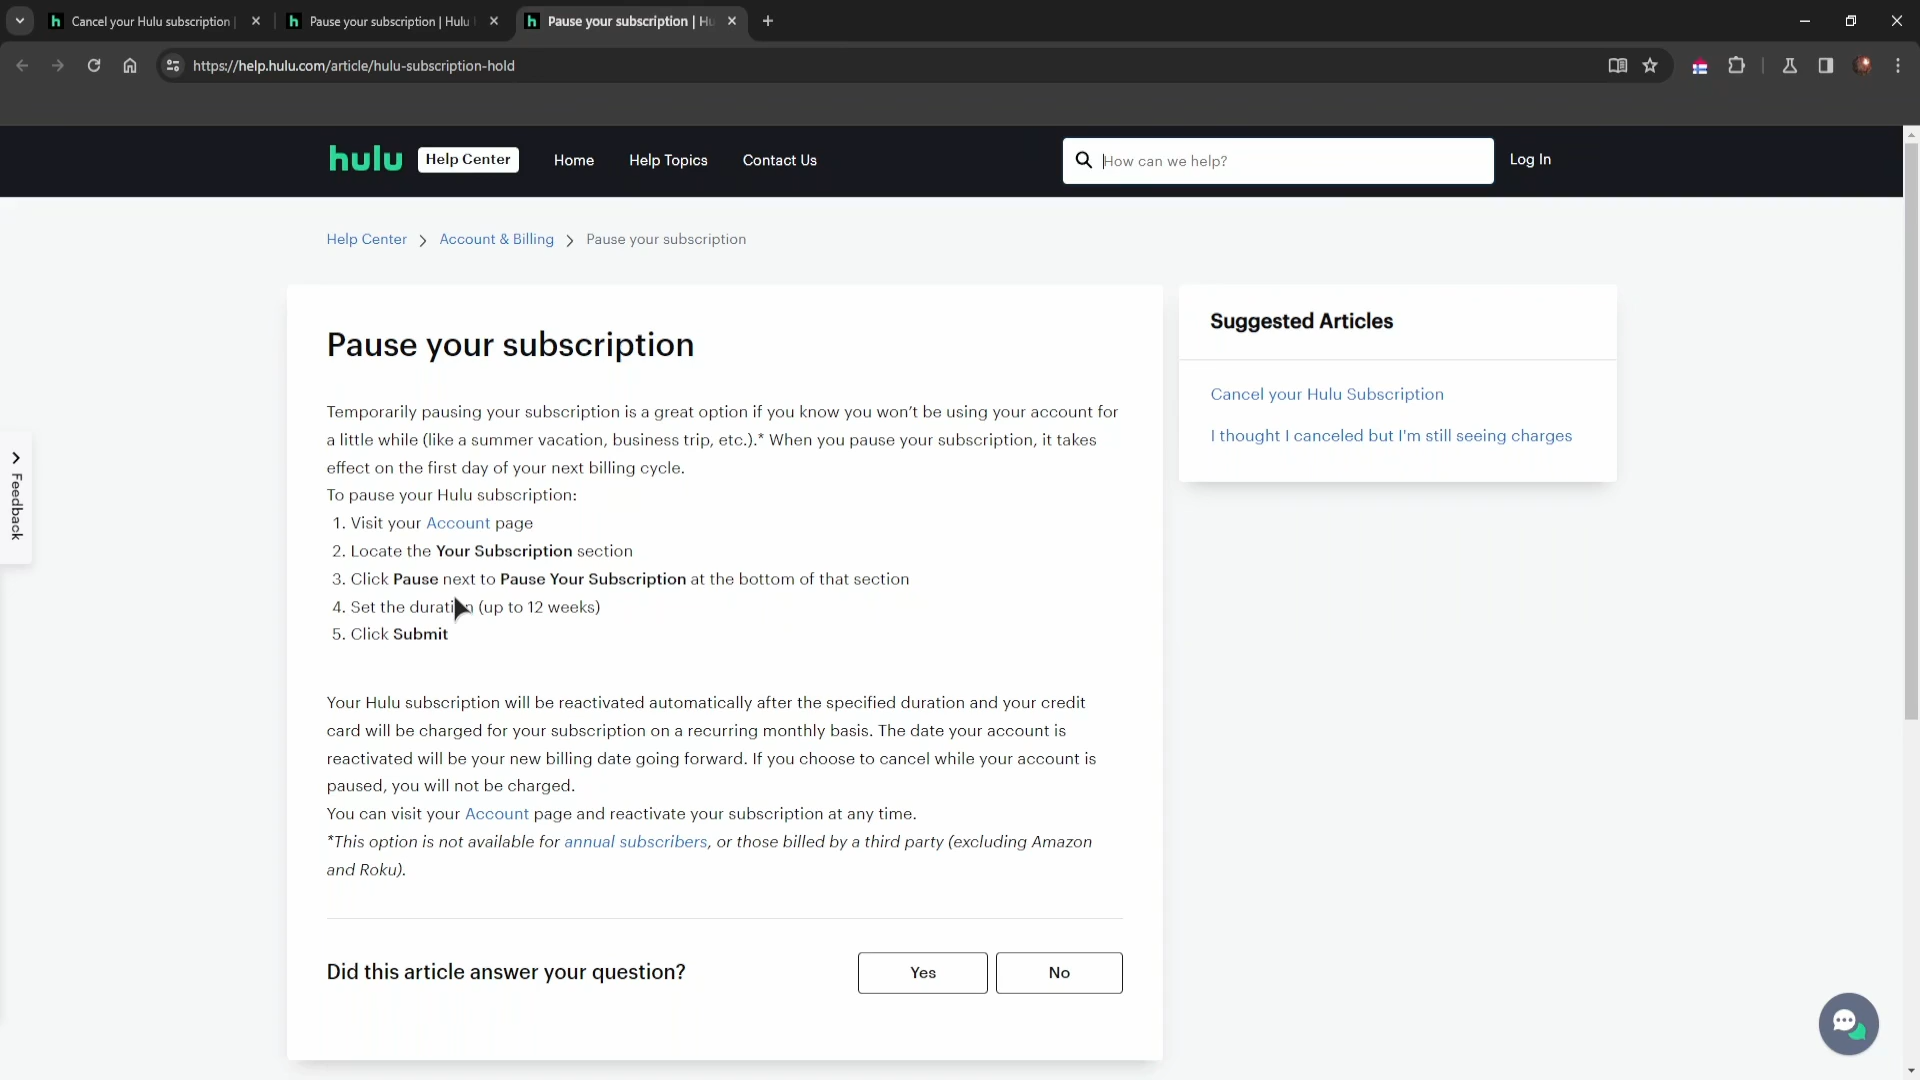 Cancel your Hulu subscription |
Pause your subscription | Hulu
Pause your subscription | Hu
https://help.hulu.com/article/hulu-subscription-hold
hulu
Help Center
Home
Help Topics
Contact Us
How can we help?
Log In
Help Center
Account & Billing
Pause your subscription
Pause your subscription
Temporarily pausing your subscription is a great option if you know you won't be using your account for
a little while (like a summer vacation, business trip, etc.).* When you pause your subscription, it takes
effect on the first day of your next billing cycle.
To pause your Hulu subscription:
1. Visit your Account page
2. Locate the Your Subscription section
3. Click Pause next to Pause Your Subscription at the bottom of that section
4. Set the duration (up to 12 weeks)
5. Click Submit
Your Hulu subscription will be reactivated automatically after the specified duration and your credit
card will be charged for your subscription on a recurring monthly basis. The date your account is
reactivated will be your new billing date going forward. If you choose to cancel while your account is
paused, you will not be charged.
You can visit your Account page and reactivate your subscription at any time.
*This option is not available for annual subscribers, or those billed by a third party (excluding Amazon
and Roku).
Did this article answer your question?
Yes
No
Suggested Articles
Cancel your Hulu Subscription
I thought I canceled but I'm still seeing charges
Feedback